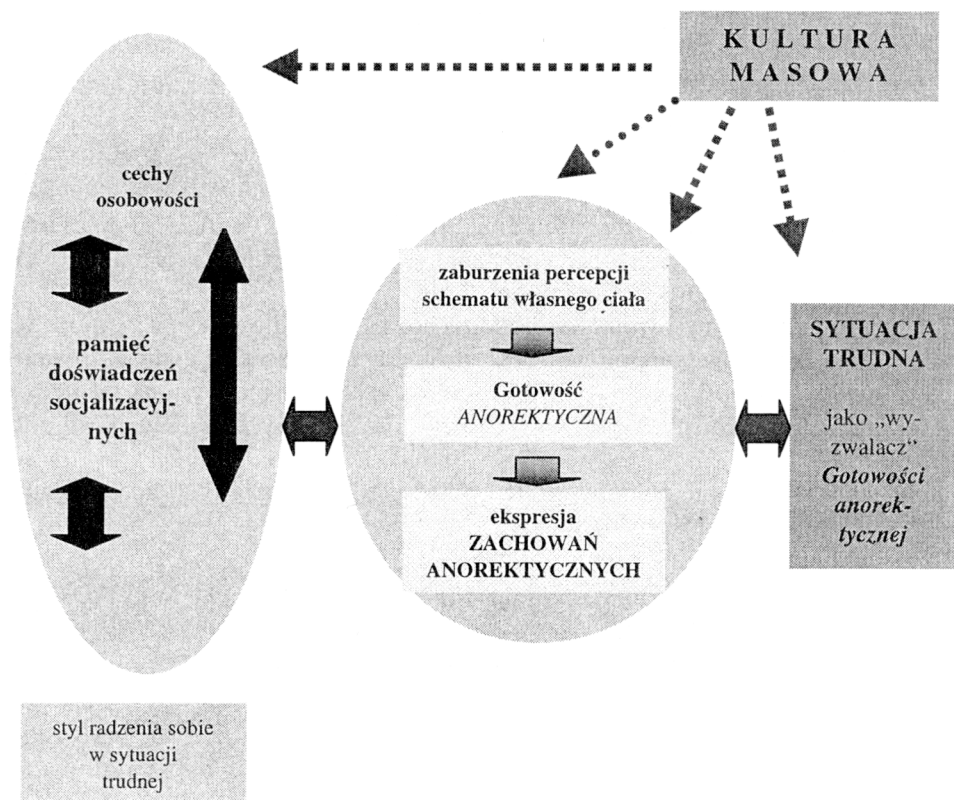 KULTURA
MASOWA
cechy
osobowości
pamięć
doświadczeń
socjalizacyj-
nych
zaburzenia percepcji
schematu własnego ciała
Gotowość
ANOREKTYCZNA
ekspresja
ZACHOWAŃ
ANOREKTYCZNYCH
SYTUACJA
TRUDNA
jako „wy-
zwalacz“
Gotowości
anorek-
tycznej
styl radzenia sobie
w sytuacji
trudnej